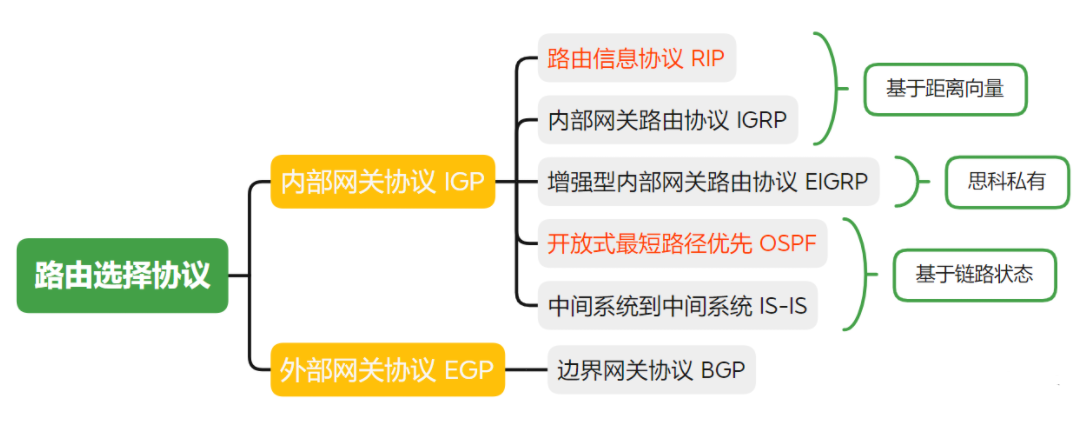 路由选择协议
内部网关协议 IGP
路由信息协议 RIP
内部网关路由协议 IGRP
基于距离向量
增强型内部网关路由协议 EIGRP
思科私有
开放式最短路径优先 OSPF
中间系统到中间系统 IS-IS
基于链路状态
外部网关协议 EGP
边界网关协议 BGP